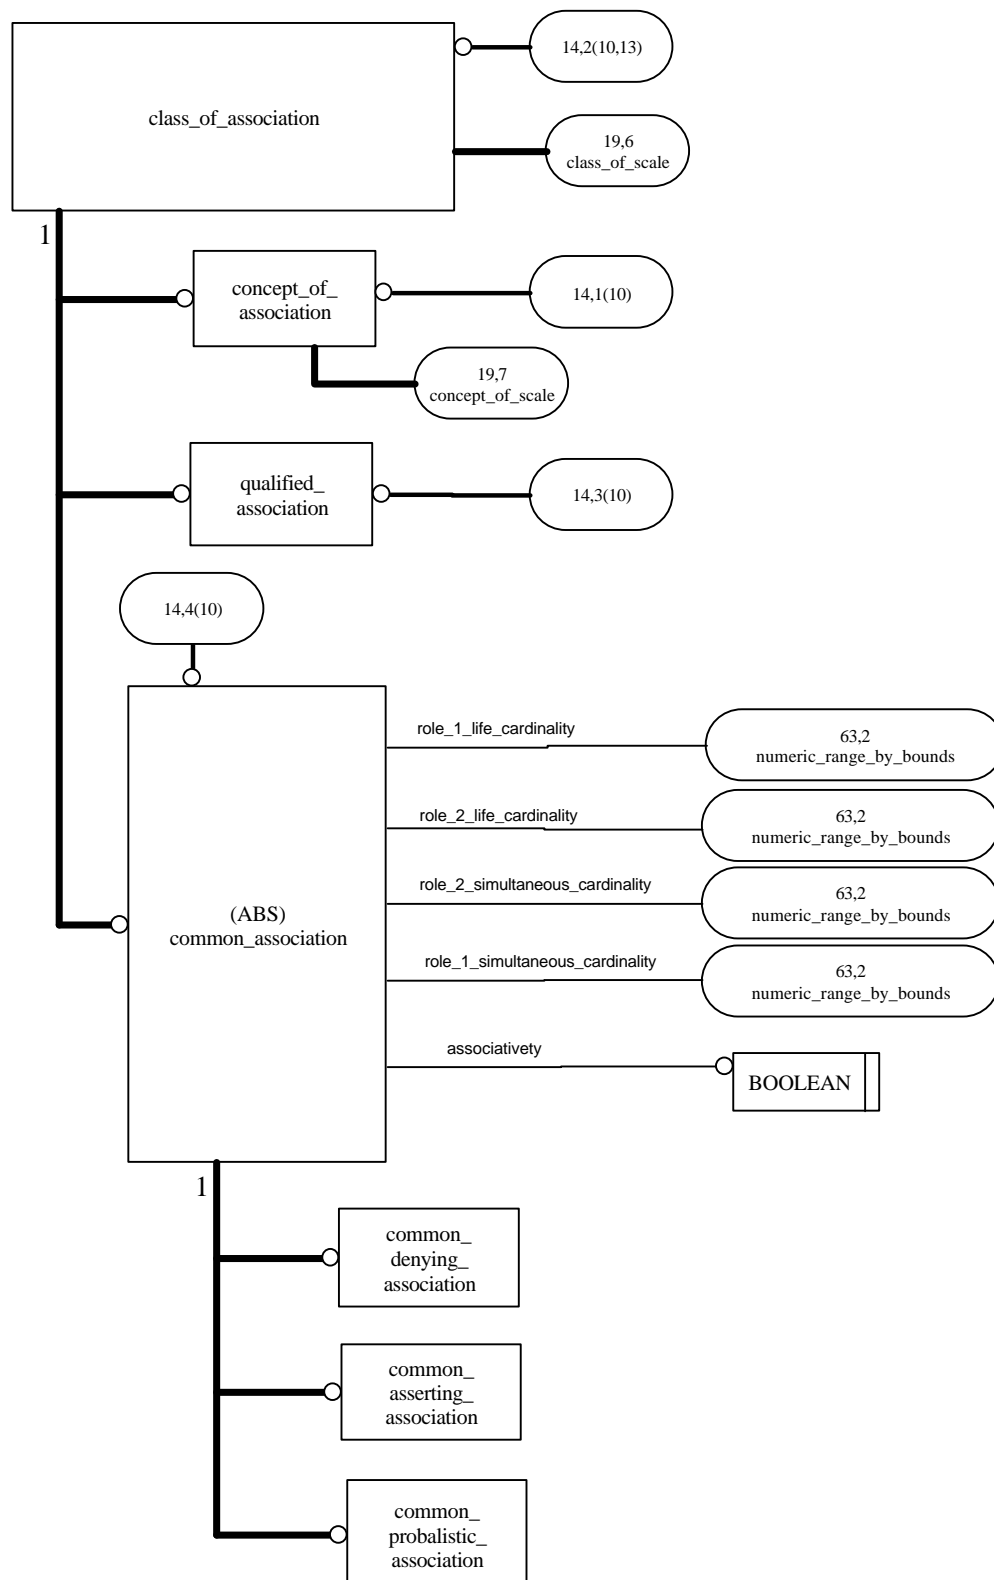 14,2(10,13)
class_of_association
19,6
class_of_scale
1
concept_of_
association
14,1(10)
19,7
concept_of_scale
qualified_
association
14,3(10)
14,4(10)
role_1_life_cardinality
63,2
numeric_range_by_bounds
role_2_life_cardinality
63,2
numeric_range_by_bounds
(ABS)
common_association
role_2_simultaneous_cardinality
63,2
numeric_range_by_bounds
role_1_simultaneous_cardinality
63,2
numeric_range_by_bounds
associativety
BOOLEAN
1
common_
denying_
association
common_
asserting_
association
common_
probalistic_
association